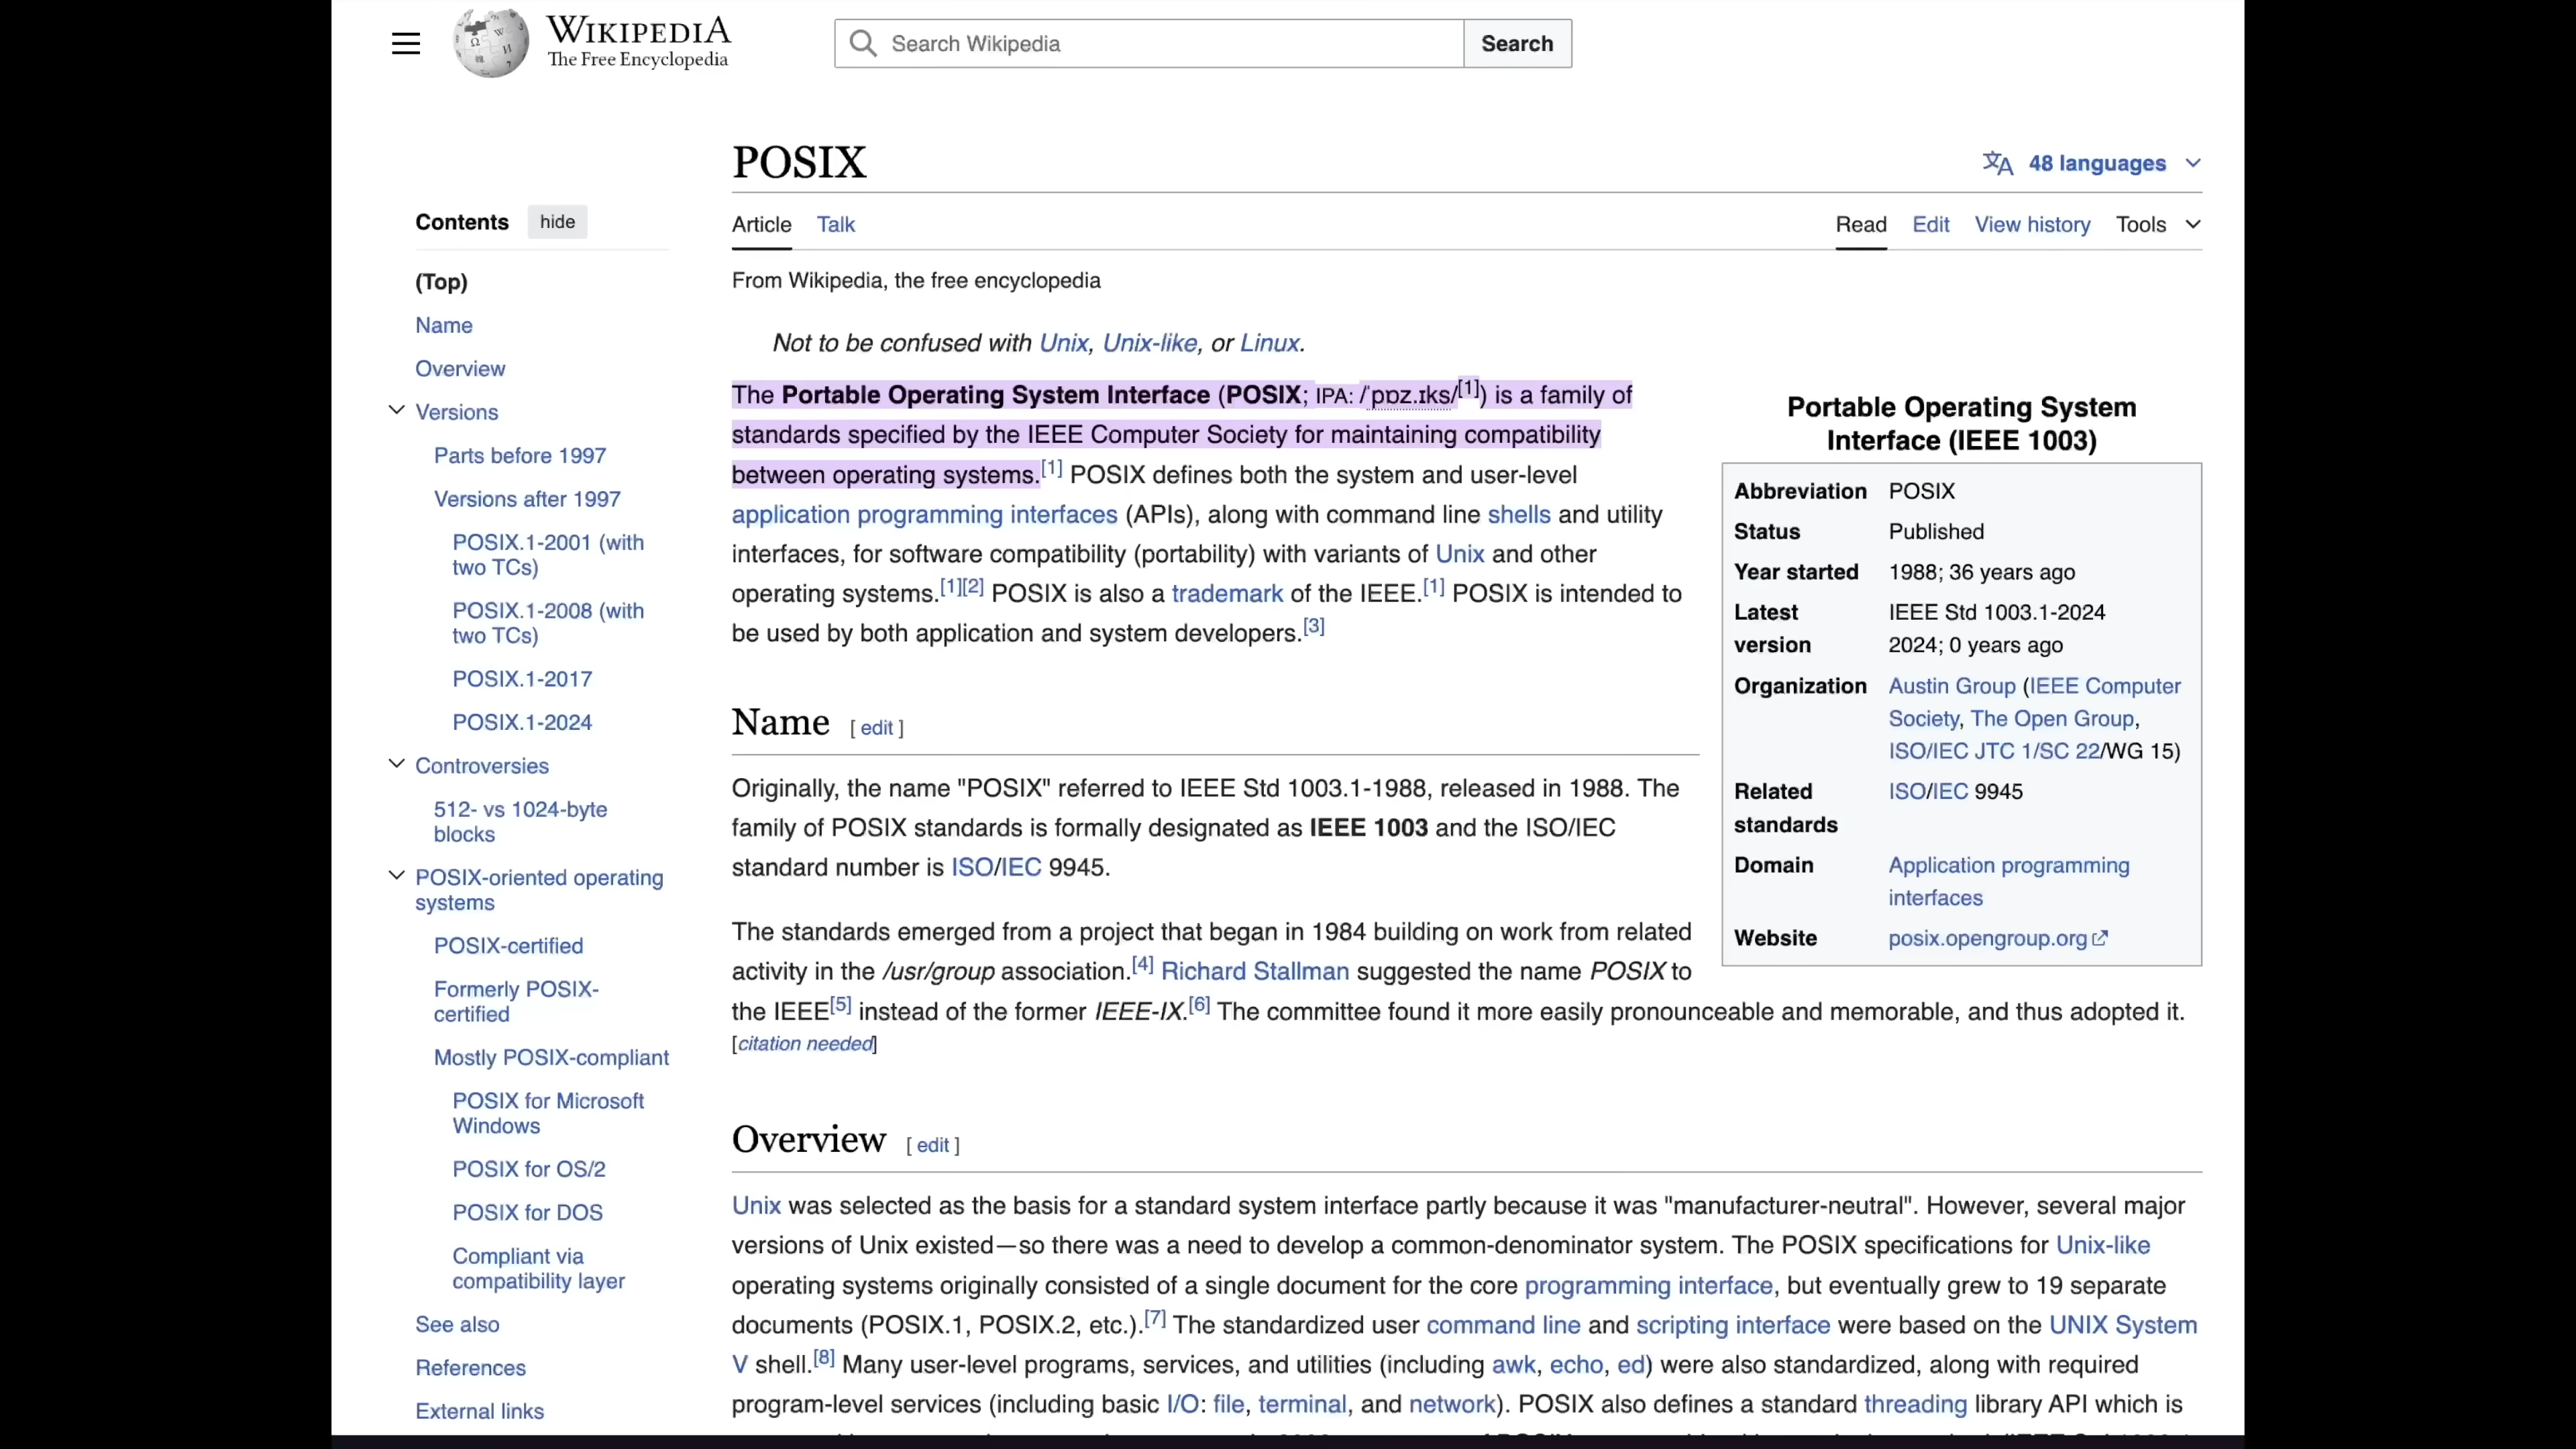 WIKIPEDIA
The Free Encyclopedia
Search Wikipedia
Search
POSIX
48 languages
Contents
hide
Article
Talk
Read
Edit
View history
Tools
(Top)
Name
Overview
Versions
Parts before 1997
Versions after 1997
POSIX.1-2001 (with
two TCs)
POSIX.1-2008 (with
two TCs)
POSIX.1-2017
POSIX.1-2024
Controversies
512- vs 1024-byte
blocks
POSIX-oriented operating
systems
POSIX-certified
Formerly POSIX-
certified
Mostly POSIX-compliant
POSIX for Microsoft
Windows
POSIX for OS/2
POSIX for DOS
Compliant via
compatibility layer
See also
References
External links
From Wikipedia, the free encyclopedia
Not to be confused with Unix, Unix-like, or Linux.
The Portable Operating System Interface (POSIX; IPA: /ˈpɒz.ɪks/[1]) is a family of
standards specified by the IEEE Computer Society for maintaining compatibility
between operating systems.[1] POSIX defines both the system and user-level
application programming interfaces (APIs), along with command line shells and utility
interfaces, for software compatibility (portability) with variants of Unix and other
operating systems.[1][2] POSIX is also a trademark of the IEEE.[1] POSIX is intended to
be used by both application and system developers.[3]
Portable Operating System
Interface (IEEE 1003)
Abbreviation POSIX
Status Published
Year started 1988; 36 years ago
Latest IEEE Std 1003.1-2024
version 2024; 0 years ago
Organization Austin Group (IEEE Computer
Society, The Open Group,
ISO/IEC JTC 1/SC 22/WG 15)
Related ISO/IEC 9945
standards
Domain Application programming
interfaces
Website posix.opengroup.org
Name [ edit ]
Originally, the name "POSIX" referred to IEEE Std 1003.1-1988, released in 1988. The
family of POSIX standards is formally designated as IEEE 1003 and the ISO/IEC
standard number is ISO/IEC 9945.
The standards emerged from a project that began in 1984 building on work from related
activity in the /usr/group association.[4] Richard Stallman suggested the name POSIX to
the IEEE[5] instead of the former IEEE-IX.[6] The committee found it more easily pronounceable and memorable, and thus adopted it.
[citation needed]
Overview [ edit ]
Unix was selected as the basis for a standard system interface partly because it was "manufacturer-neutral". However, several major
versions of Unix existed—so there was a need to develop a common-denominator system. The POSIX specifications for Unix-like
operating systems originally consisted of a single document for the core programming interface, but eventually grew to 19 separate
documents (POSIX.1, POSIX.2, etc.).[7] The standardized user command line and scripting interface were based on the UNIX System
V shell.[8] Many user-level programs, services, and utilities (including awk, echo, ed) were also standardized, along with required
program-level services (including basic I/O: file, terminal, and network). POSIX also defines a standard threading library API which is